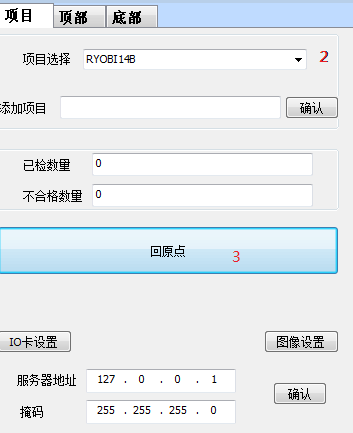 项目 顶部 底部
项目选择 RYOBI14B 2
添加项目 确认
已检数量 0
不合格数量 0
回原点 3
IO卡设置 图像设置
服务器地址 127 . 0 . 0 . 1
确认
掩码 255 . 255 . 255 . 0